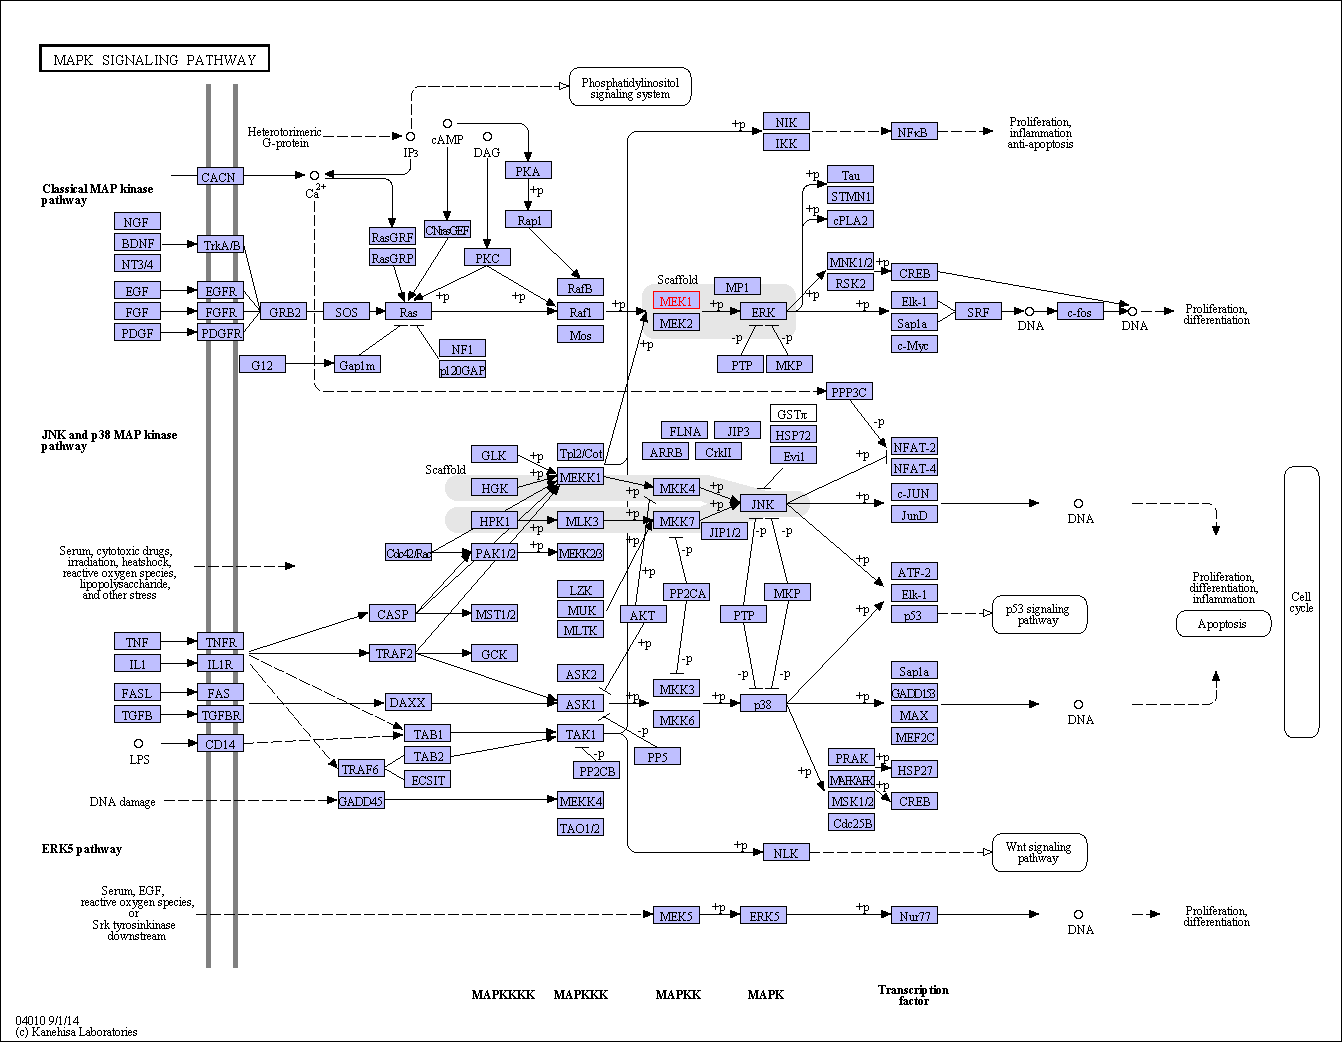 MAPK SIGNALING PATHWAY
Phosphatidylinositol
signaling system
Heterotorimeric
G-protein
IP3
cAMP
DAG
+p
NIK
IKK
NFκB
Proliferation,
inflammation
anti-apoptosis
CACN
Ca2+
PKA
+p
Rap1
Classical MAP kinase
pathway
NGF
BDNF
NT3/4
TrkA/B
RasGRF
RasGRP
CNrasGEF
PKC
+p
+p
Tau
STMN1
cPLA2
EGF
FGF
PDGF
EGFR
FGFR
PDGFR
GRB2
SOS
Ras
+p
+p
RafB
Raf1
Mos
+p
Scaffold
MEK1
MEK2
+p
MP1
ERK
+p
+p
MNK1/2
RSK2
+p
CREB
Elk-1
Sap1a
c-Myc
SRF
DNA
c-fos
DNA
Proliferation,
differentiation
+p
-p
-p
PTP
MKP
G12
Gap1m
NF1
p120GAP
PPP3C
-p
JNK and p38 MAP kinase
pathway
GSTπ
HSP72
Evi1
FLNA
JIP3
ARRB
CrkII
NFAT-2
NFAT-4
+p
Scaffold
GLK
HGK
HPK1
+p
+p
+p
+p
Tpl2/Cot
MEKK1
MLK3
+p
+p
+p
MKK4
MKK7
+p
+p
JNK
JIP1/2
+p
c-JUN
JunD
DNA
Cdc42/Rac
PAK1/2
+p
MEKK2/3
LZK
MUK
MLTK
-p
PP2CA
-p
-p
-p
+p
AKT
+p
PTP
MKP
+p
ATF-2
Elk-1
p53
+p
p53 signaling
pathway
Serum, cytotoxic drugs,
irradiation, heatshock,
reactive oxygen species,
lipopolysaccharide,
and other stress
Proliferation,
differentiation,
inflammation
Apoptosis
Cell
cycle
CASP
MST1/2
TRAF2
GCK
TNF
IL1
FASL
TGFB
TNFR
IL1R
FAS
TGFBR
LPS
CD14
DAXX
ASK2
ASK1
TAK1
+p
MKK3
MKK6
+p
-p
-p
p38
+p
Sap1a
GADD153
MAX
MEF2C
DNA
TAB1
TAB2
ECSIT
TRAF6
-p
PP2CB
-p
PP5
+p
PRAK
MAPKAPK
MSK1/2
Cdc25B
+p
+p
HSP27
CREB
DNA damage
GADD45
MEKK4
TAO1/2
ERK5 pathway
+p
NLK
Wnt signaling
pathway
Serum, EGF,
reactive oxygen species,
or
Srk tyrosinkinase
downstream
MEK5
+p
ERK5
+p
Nur77
DNA
Proliferation,
differentiation
MAPKKKK
MAPKKK
MAPKK
MAPK
Transcription
factor
04010 9/1/14
(c) Kanehisa Laboratories